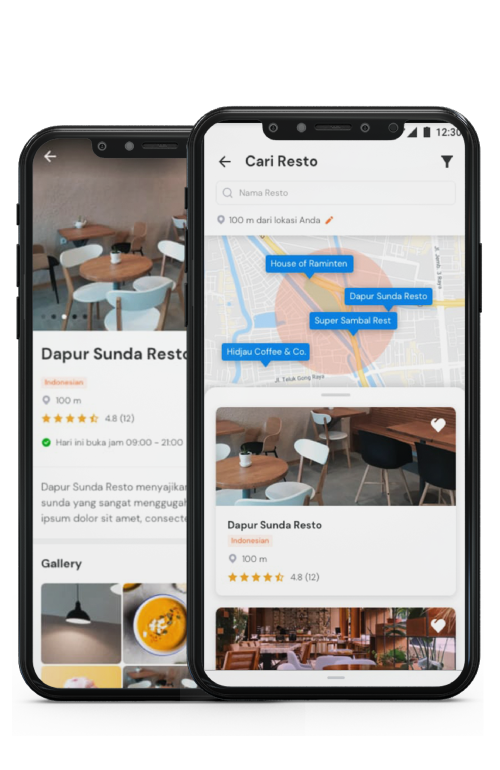 Dapur Sunda Resto
Indonesian
100 m
4.8 (12)
Hari ini buka jam 09:00 - 21:00
Dapur Sunda Resto menyajikan
sunda yang sangat menggugah
ipsum dolor sit amet, consecte
Gallery
12:30
Cari Resto
Nama Resto
100 m dari lokasi Anda
House of Raminten
Dapur Sunda Resto
Super Sambal Rest
Hidjau Coffee & Co.
Jl. Teluk Gong Raya
Dapur Sunda Resto
Indonesian
100 m
4.8 (12)